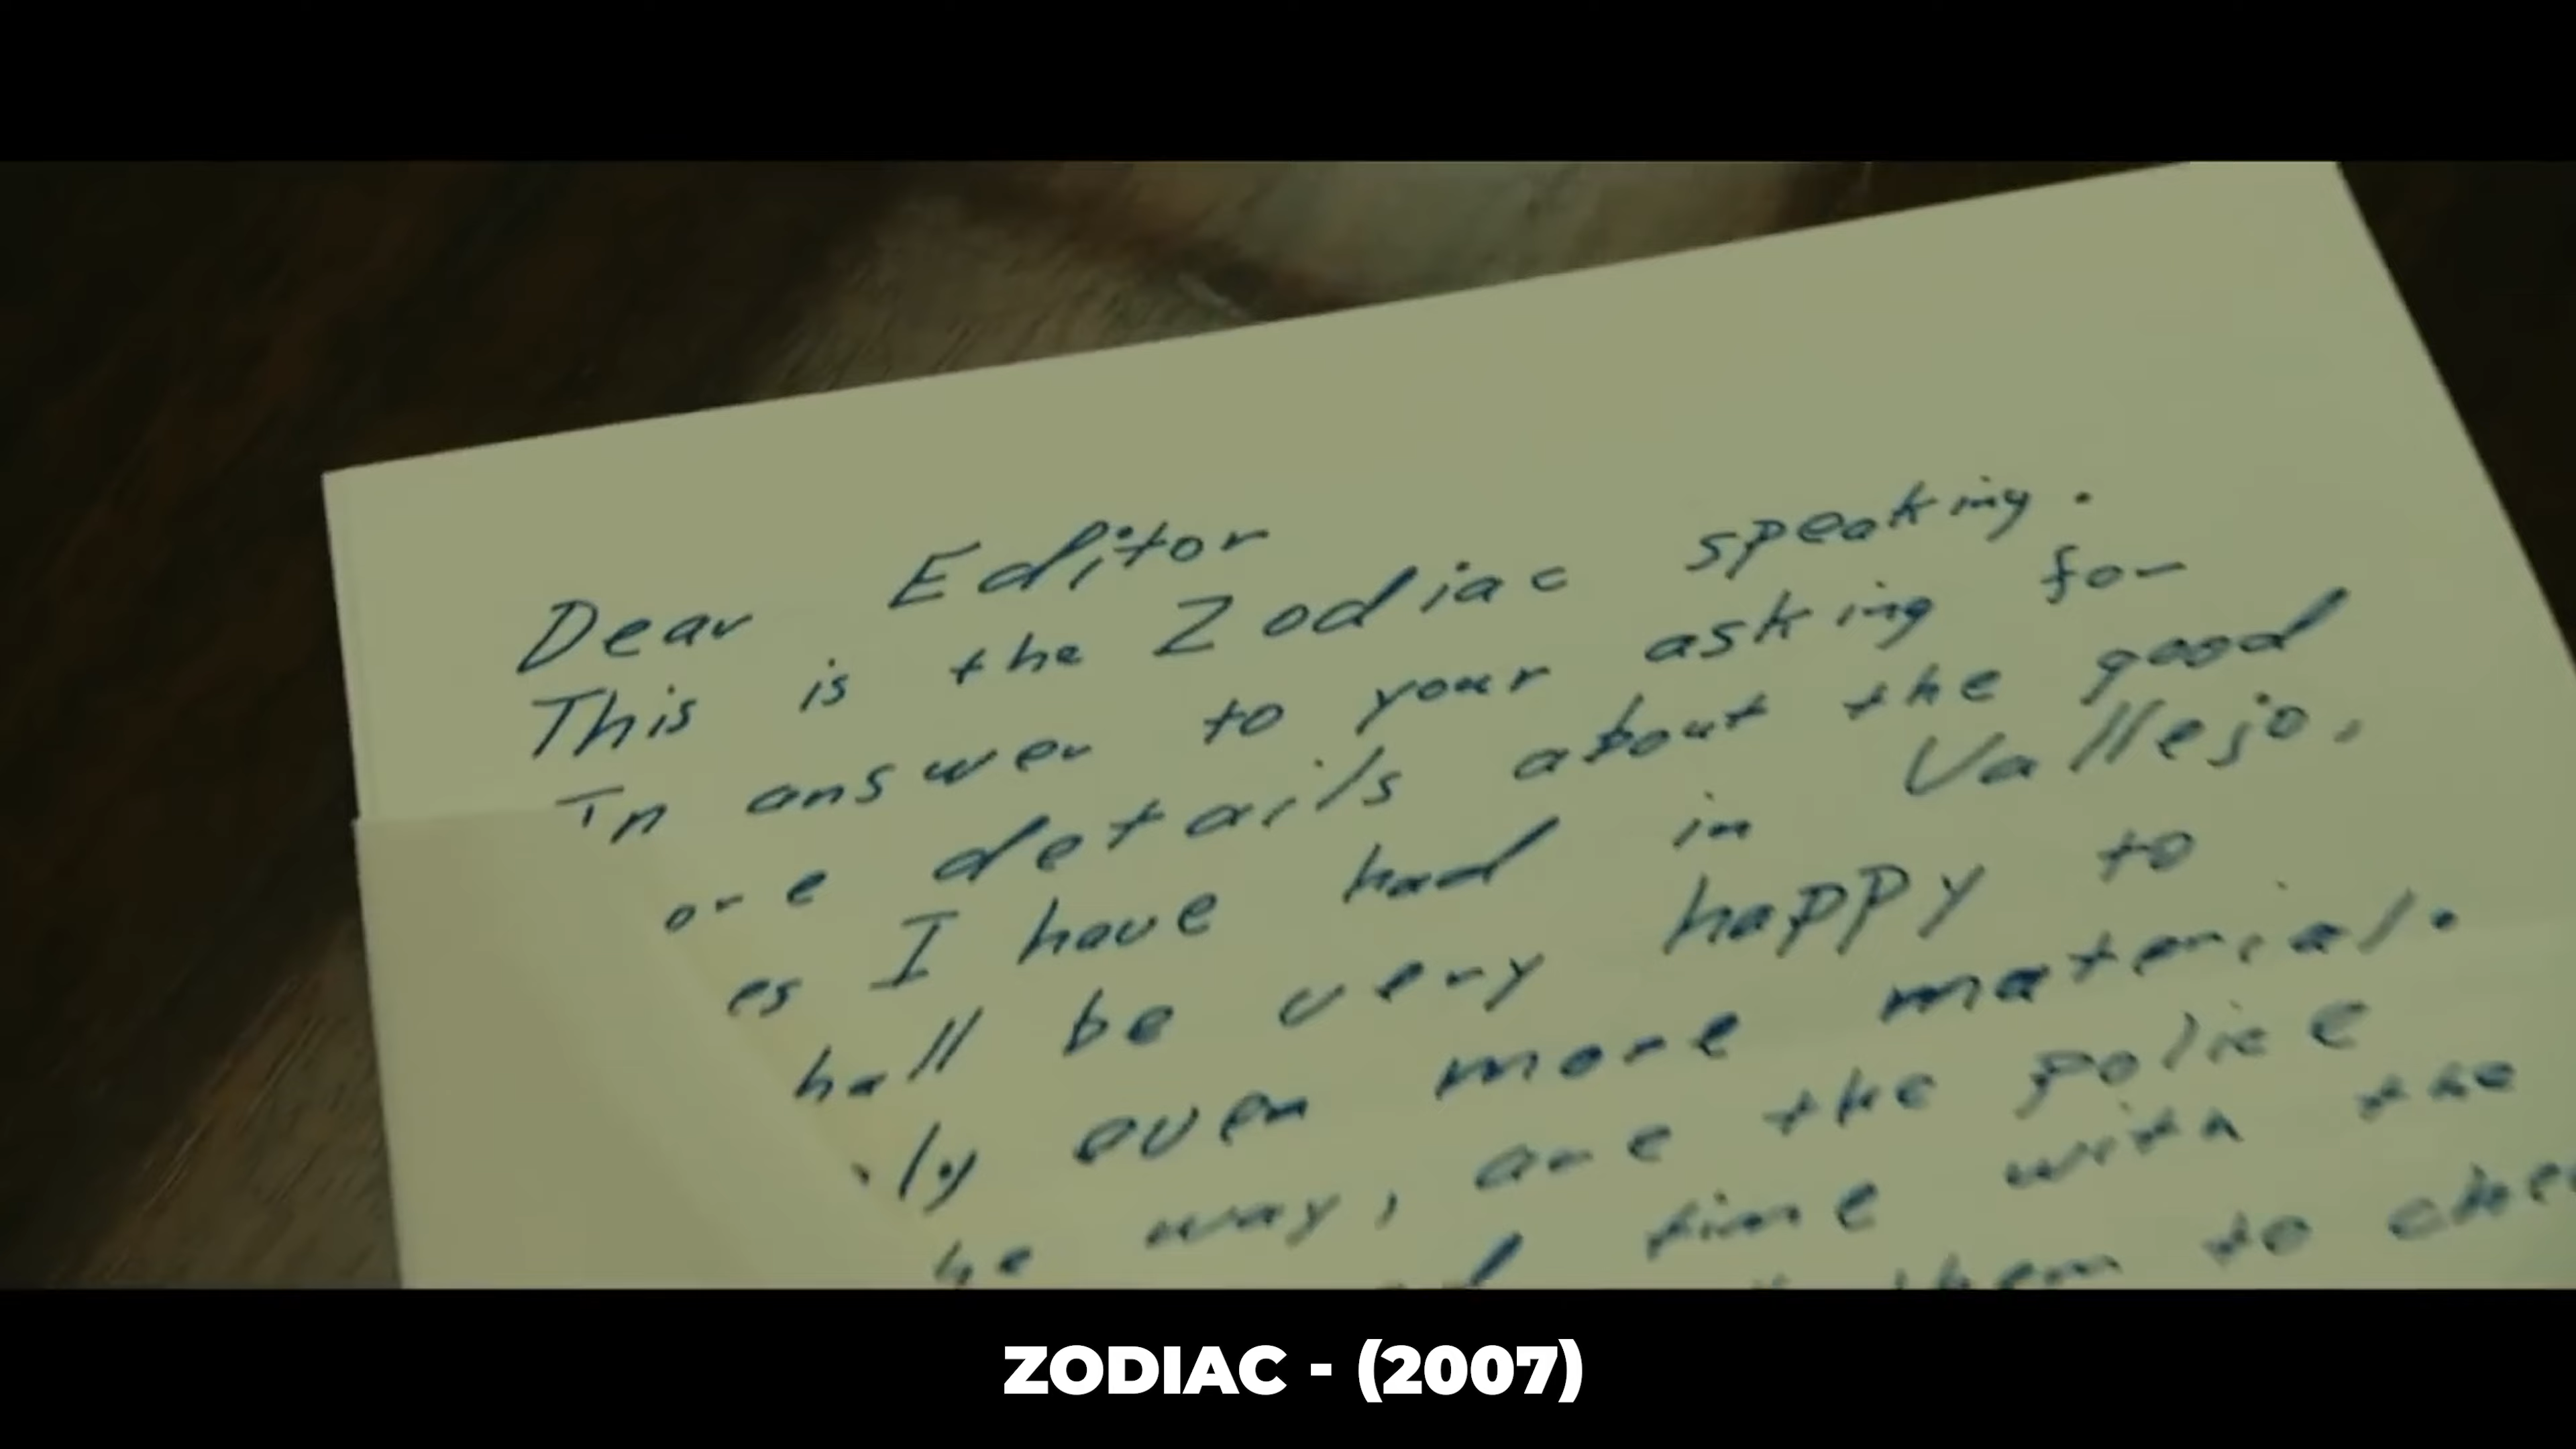 Dear Editor
This is the Zodiac speaking.
In answer to your asking for
ore details about the good
es I have had in Vallejo,
hall be very happy to
ly even more material.
he way, are the police
time with the
them to che
ZODIAC - (2007)